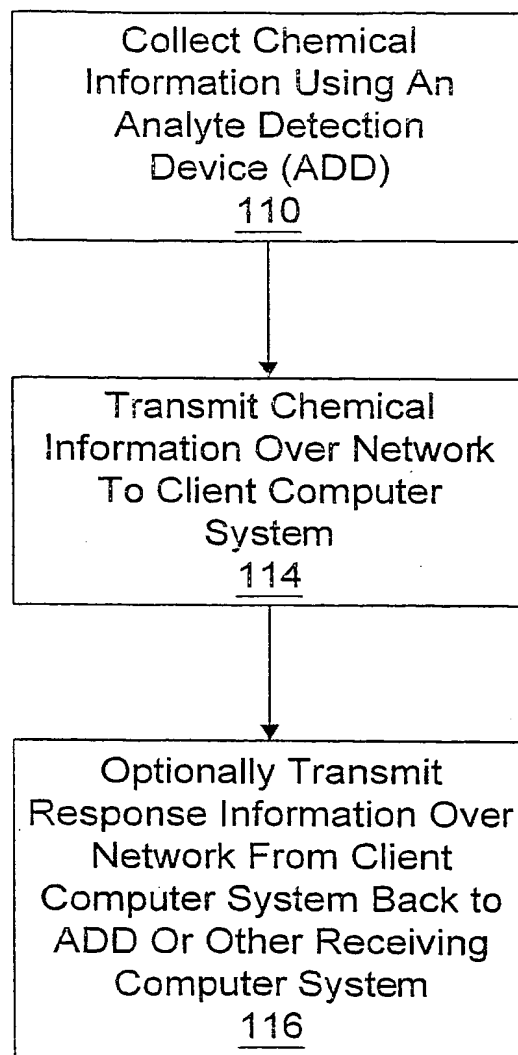 Collect Chemical
Information Using An
Analyte Detection
Device (ADD)
110
Transmit Chemical
Information Over Network
To Client Computer
System
114
Optionally Transmit
Response Information Over
Network From Client
Computer System Back to
ADD Or Other Receiving
Computer System
116